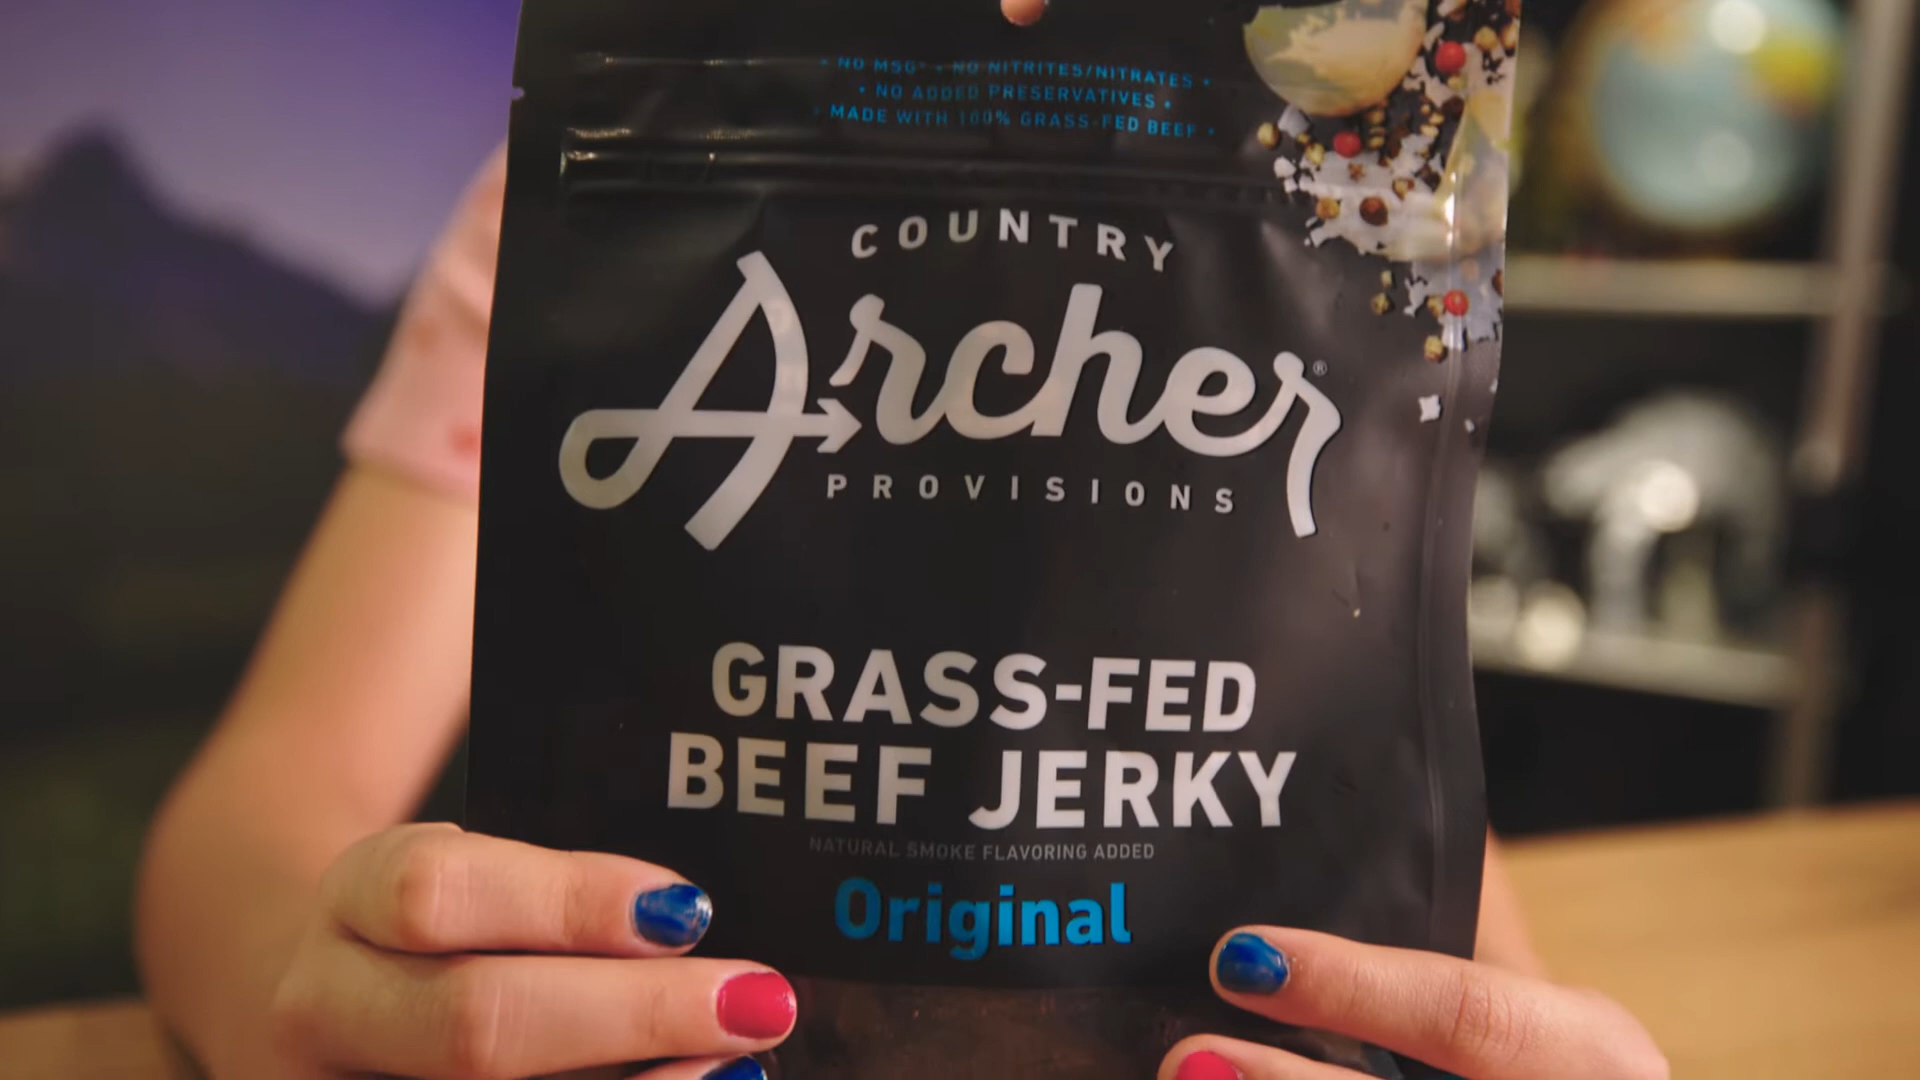 • NO MSG* • NO NITRITES/NITRATES •
• NO ADDED PRESERVATIVES •
• MADE WITH 100% GRASS-FED BEEF •
COUNTRY
Archer®
PROVISIONS
GRASS-FED
BEEF JERKY
NATURAL SMOKE FLAVORING ADDED
Original